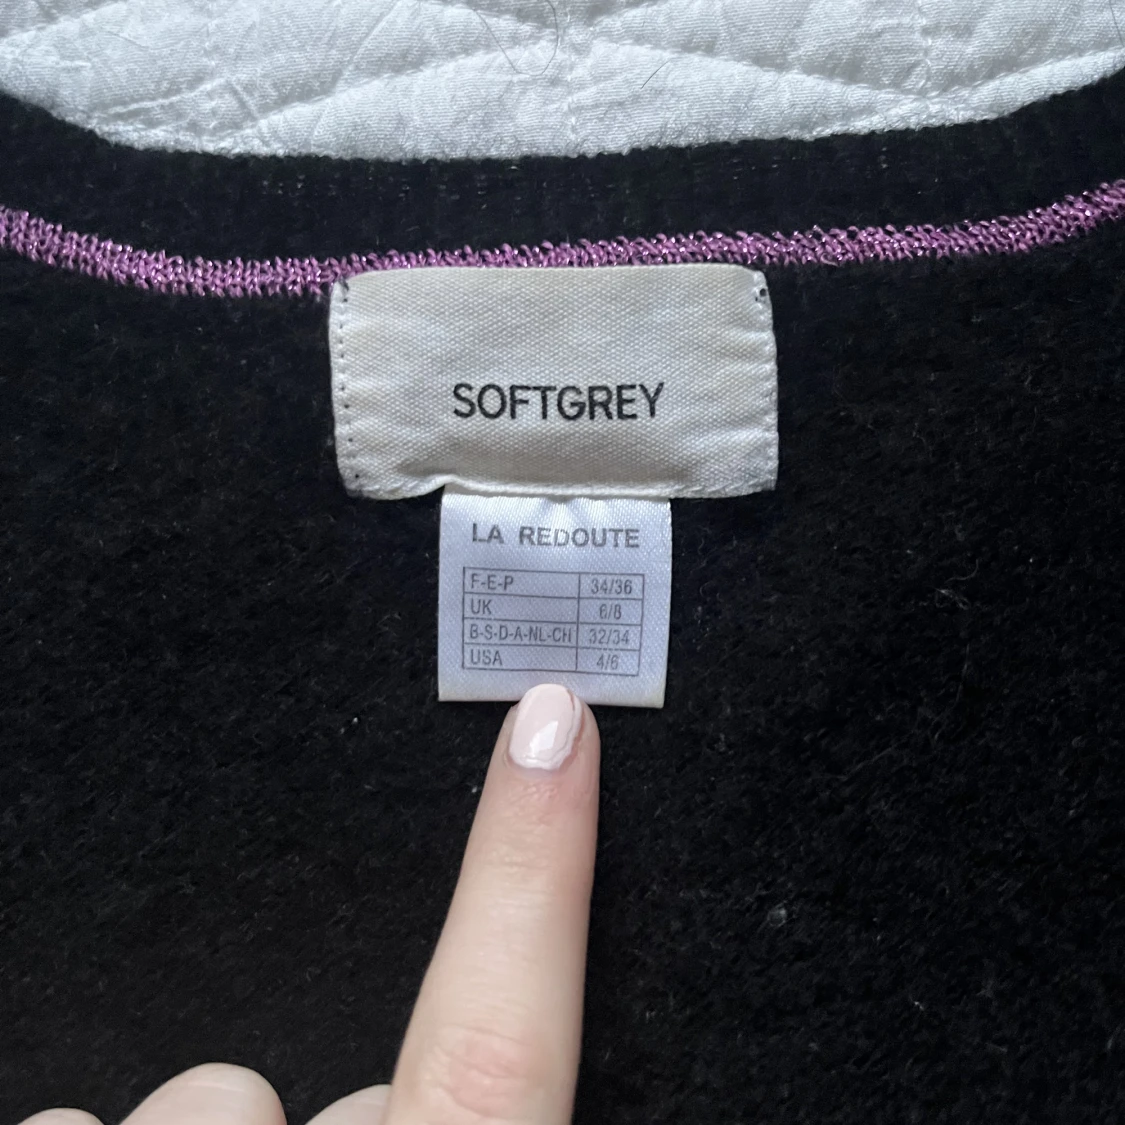 SOFTGREY
LA REDOUTE
F-E-P 34/36
UK 6/8
B-S-D-A-NL-CH 32/34
USA 4/6